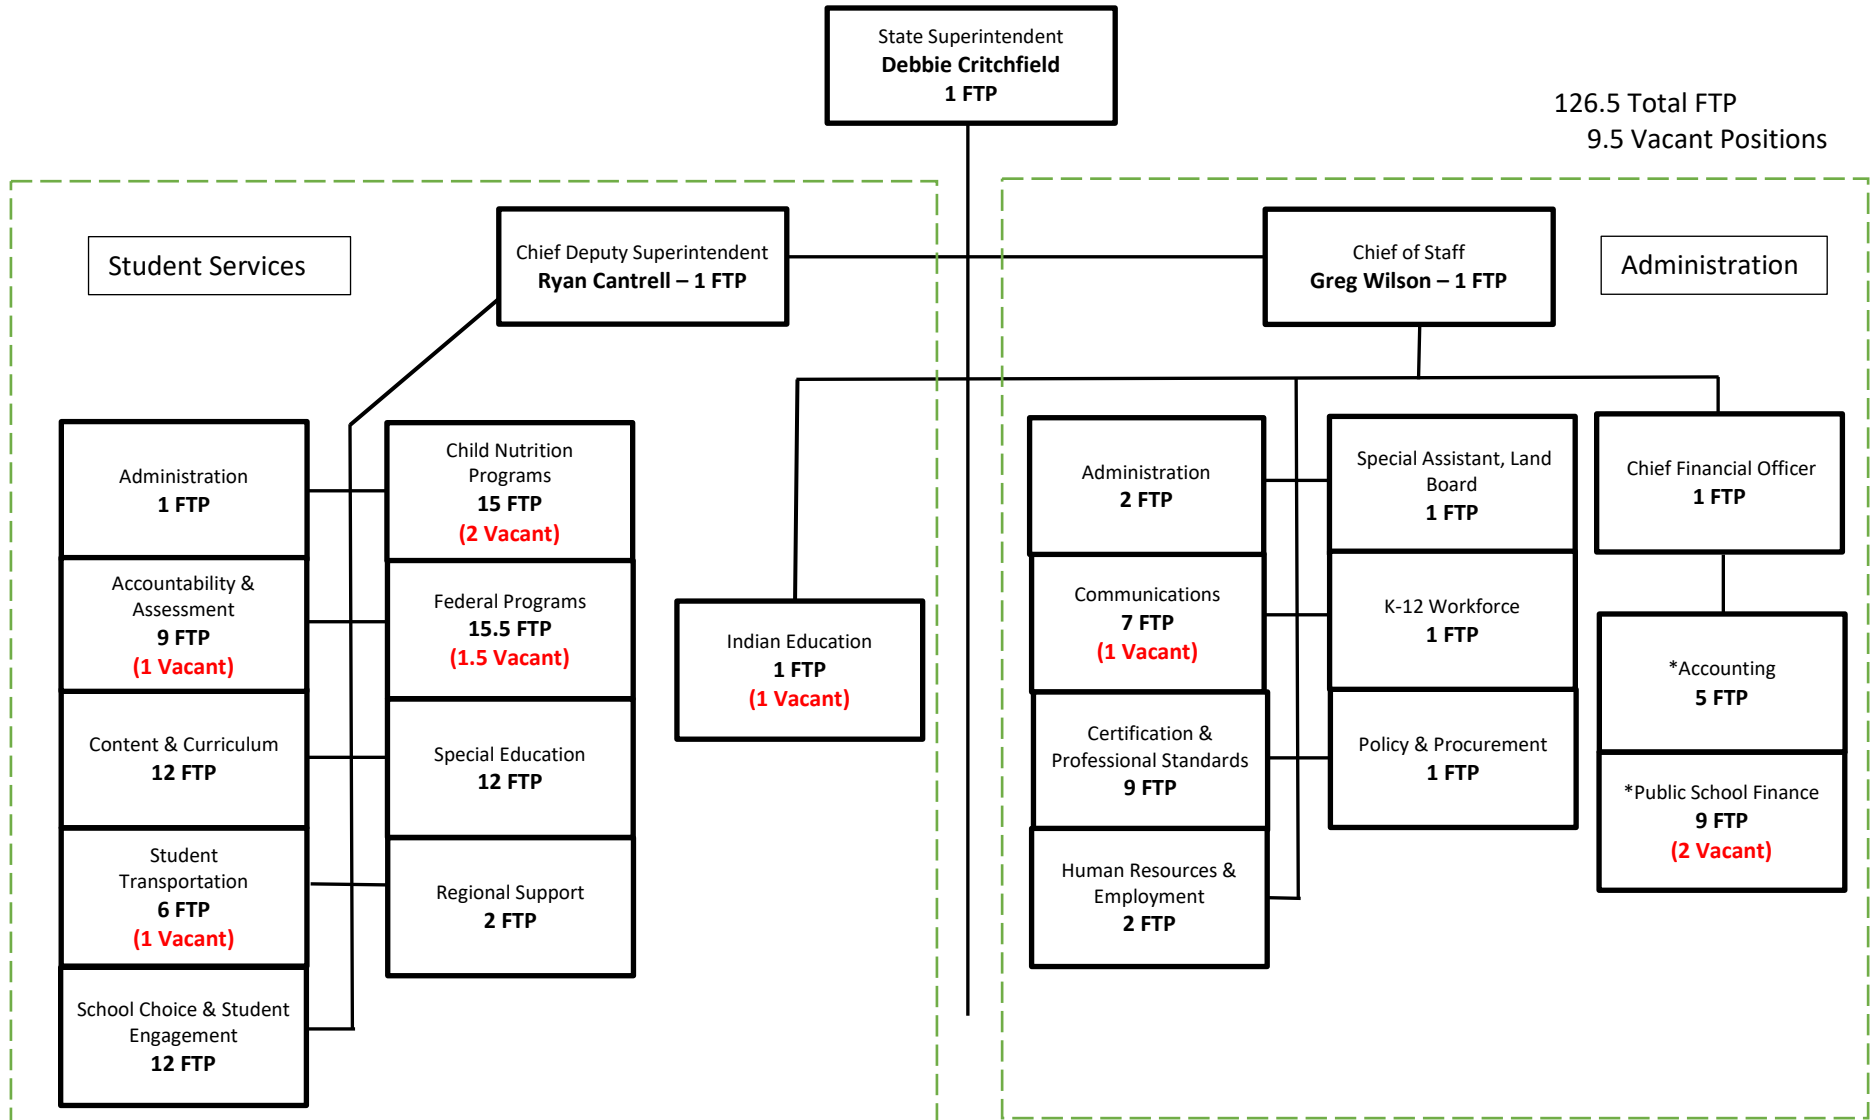 State Superintendent
Debbie Critchfield
1 FTP
126.5 Total FTP
9.5 Vacant Positions
Student Services
Chief Deputy Superintendent
Ryan Cantrell – 1 FTP
Chief of Staff
Greg Wilson – 1 FTP
Administration
Administration
1 FTP
Accountability &
Assessment
9 FTP
(1 Vacant)
Content & Curriculum
12 FTP
Student
Transportation
6 FTP
(1 Vacant)
School Choice & Student
Engagement
12 FTP
Child Nutrition
Programs
15 FTP
(2 Vacant)
Federal Programs
15.5 FTP
(1.5 Vacant)
Special Education
12 FTP
Regional Support
2 FTP
Indian Education
1 FTP
(1 Vacant)
Administration
2 FTP
Communications
7 FTP
(1 Vacant)
Certification &
Professional Standards
9 FTP
Human Resources &
Employment
2 FTP
Special Assistant, Land
Board
1 FTP
K-12 Workforce
1 FTP
Policy & Procurement
1 FTP
Chief Financial Officer
1 FTP
*Accounting
5 FTP
*Public School Finance
9 FTP
(2 Vacant)